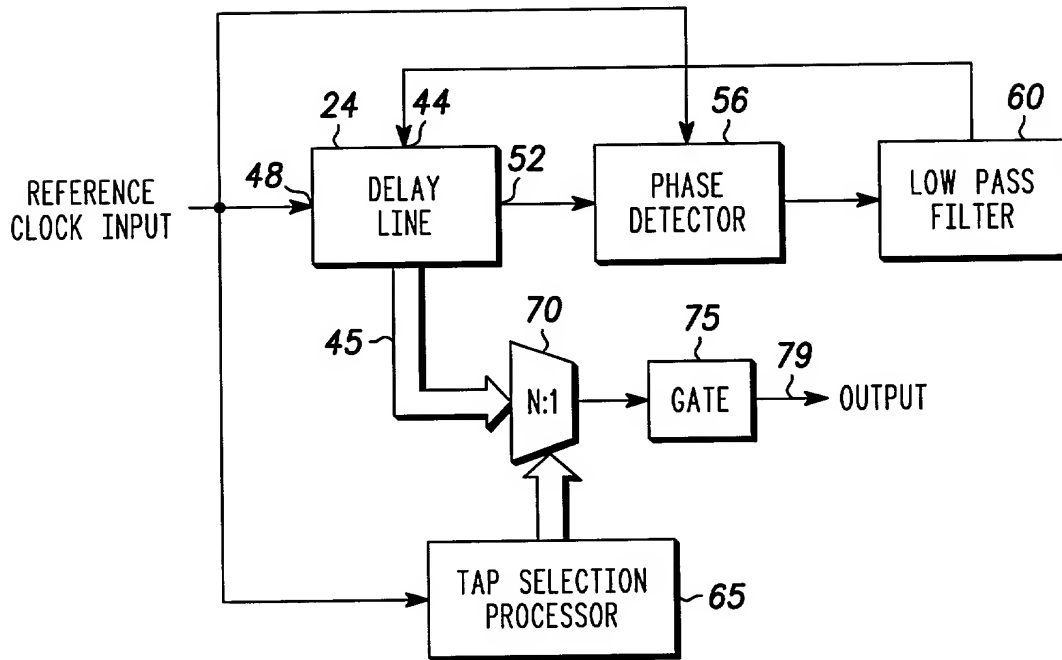 24
44
56
60
48
52
REFERENCE
CLOCK INPUT
DELAY
LINE
PHASE
DETECTOR
LOW PASS
FILTER
45
70
75
79
N:1
GATE
OUTPUT
TAP SELECTION
PROCESSOR
65